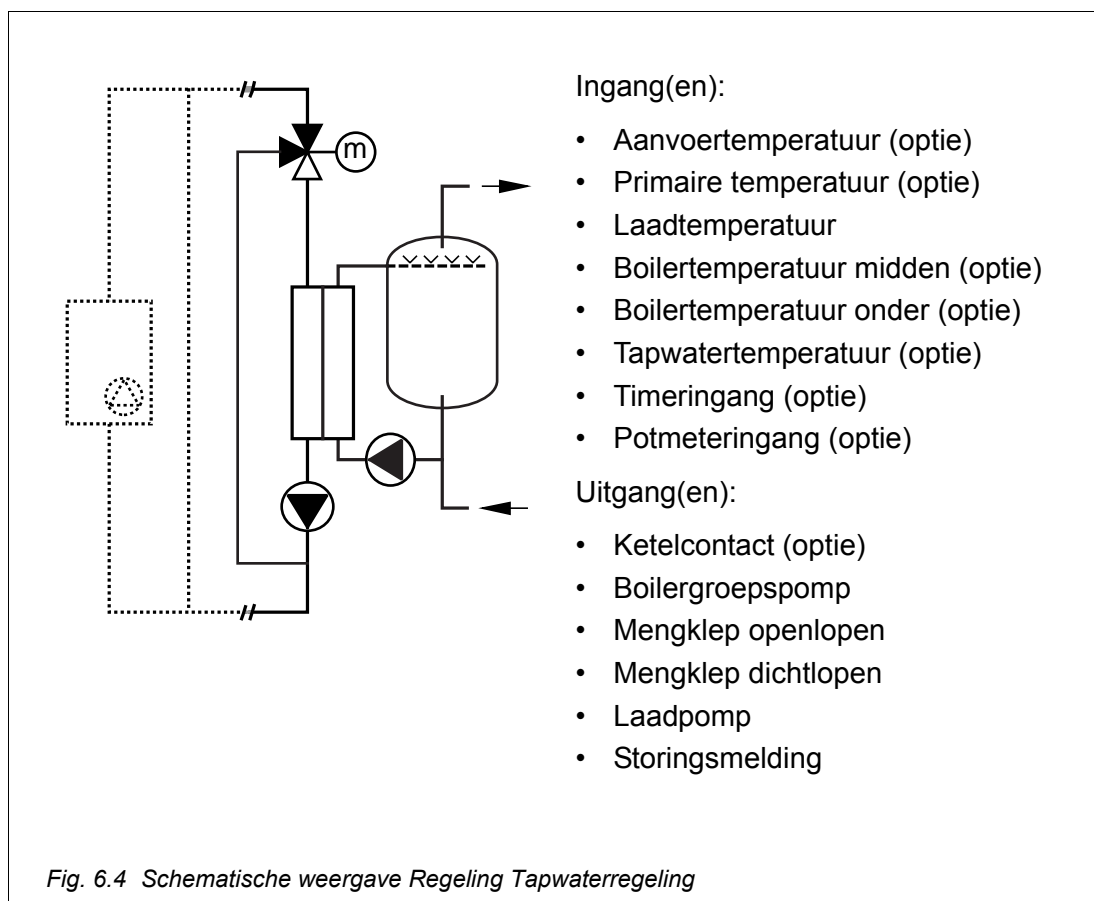 m
Ingang(en):
• Aanvoertemperatuur (optie)
• Primaire temperatuur (optie)
• Laadtemperatuur
• Boilertemperatuur midden (optie)
• Boilertemperatuur onder (optie)
• Tapwatertemperatuur (optie)
• Timeringang (optie)
• Potmeteringang (optie)
Uitgang(en):
• Ketelcontact (optie)
• Boilergroepspomp
• Mengklep openlopen
• Mengklep dichtlopen
• Laadpomp
• Storingsmelding
Fig. 6.4 Schematische weergave Regeling Tapwaterregeling